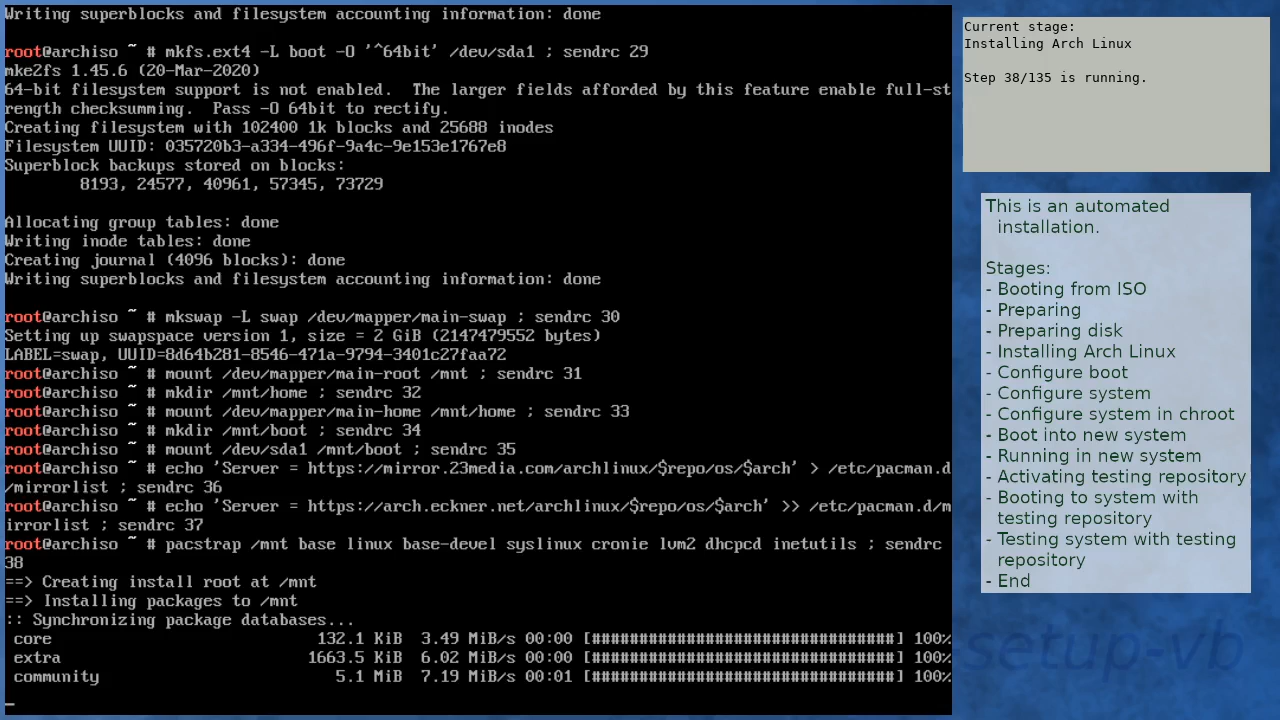 Writing superblocks and filesystem accounting information: done
root@archiso ~ # mkfs.ext4 -L boot -O '^64bit' /dev/sda1 ; sendrc 29
mke2fs 1.45.6 (20-Mar-2020)
64-bit filesystem support is not enabled.  The larger fields afforded by this feature enable full-st
rength checksumming.  Pass -O 64bit to rectify.
Creating filesystem with 102400 1k blocks and 25688 inodes
Filesystem UUID: 035720b3-a334-496f-9a4c-9e153e1767e8
Superblock backups stored on blocks:
        8193, 24577, 40961, 57345, 73729
Allocating group tables: done
Writing inode tables: done
Creating journal (4096 blocks): done
Writing superblocks and filesystem accounting information: done
root@archiso ~ # mkswap -L swap /dev/mapper/main-swap ; sendrc 30
Setting up swapspace version 1, size = 2 GiB (2147479552 bytes)
LABEL=swap, UUID=8d64b281-8546-471a-9794-3401c27faa72
root@archiso ~ # mount /dev/mapper/main-root /mnt ; sendrc 31
root@archiso ~ # mkdir /mnt/home ; sendrc 32
root@archiso ~ # mount /dev/mapper/main-home /mnt/home ; sendrc 33
root@archiso ~ # mkdir /mnt/boot ; sendrc 34
root@archiso ~ # mount /dev/sda1 /mnt/boot ; sendrc 35
root@archiso ~ # echo 'Server = https://mirror.23media.com/archlinux/$repo/os/$arch' > /etc/pacman.d
/mirrorlist ; sendrc 36
root@archiso ~ # echo 'Server = https://arch.eckner.net/archlinux/$repo/os/$arch' >> /etc/pacman.d/m
irrorlist ; sendrc 37
root@archiso ~ # pacstrap /mnt base linux base-devel syslinux cronie lvm2 dhcpcd inetutils ; sendrc
38
==> Creating install root at /mnt
==> Installing packages to /mnt
:: Synchronizing package databases...
 core                            132.1 KiB  3.49 MiB/s 00:00 [################################] 100%
 extra                          1663.5 KiB  6.02 MiB/s 00:00 [################################] 100%
 community                         5.1 MiB  7.19 MiB/s 00:01 [################################] 100%
_
Current stage:
Installing Arch Linux
Step 38/135 is running.
This is an automated
installation.
Stages:
- Booting from ISO
- Preparing
- Preparing disk
- Installing Arch Linux
- Configure boot
- Configure system
- Configure system in chroot
- Boot into new system
- Running in new system
- Activating testing repository
- Booting to system with
testing repository
- Testing system with testing
repository
- End
setup-vb